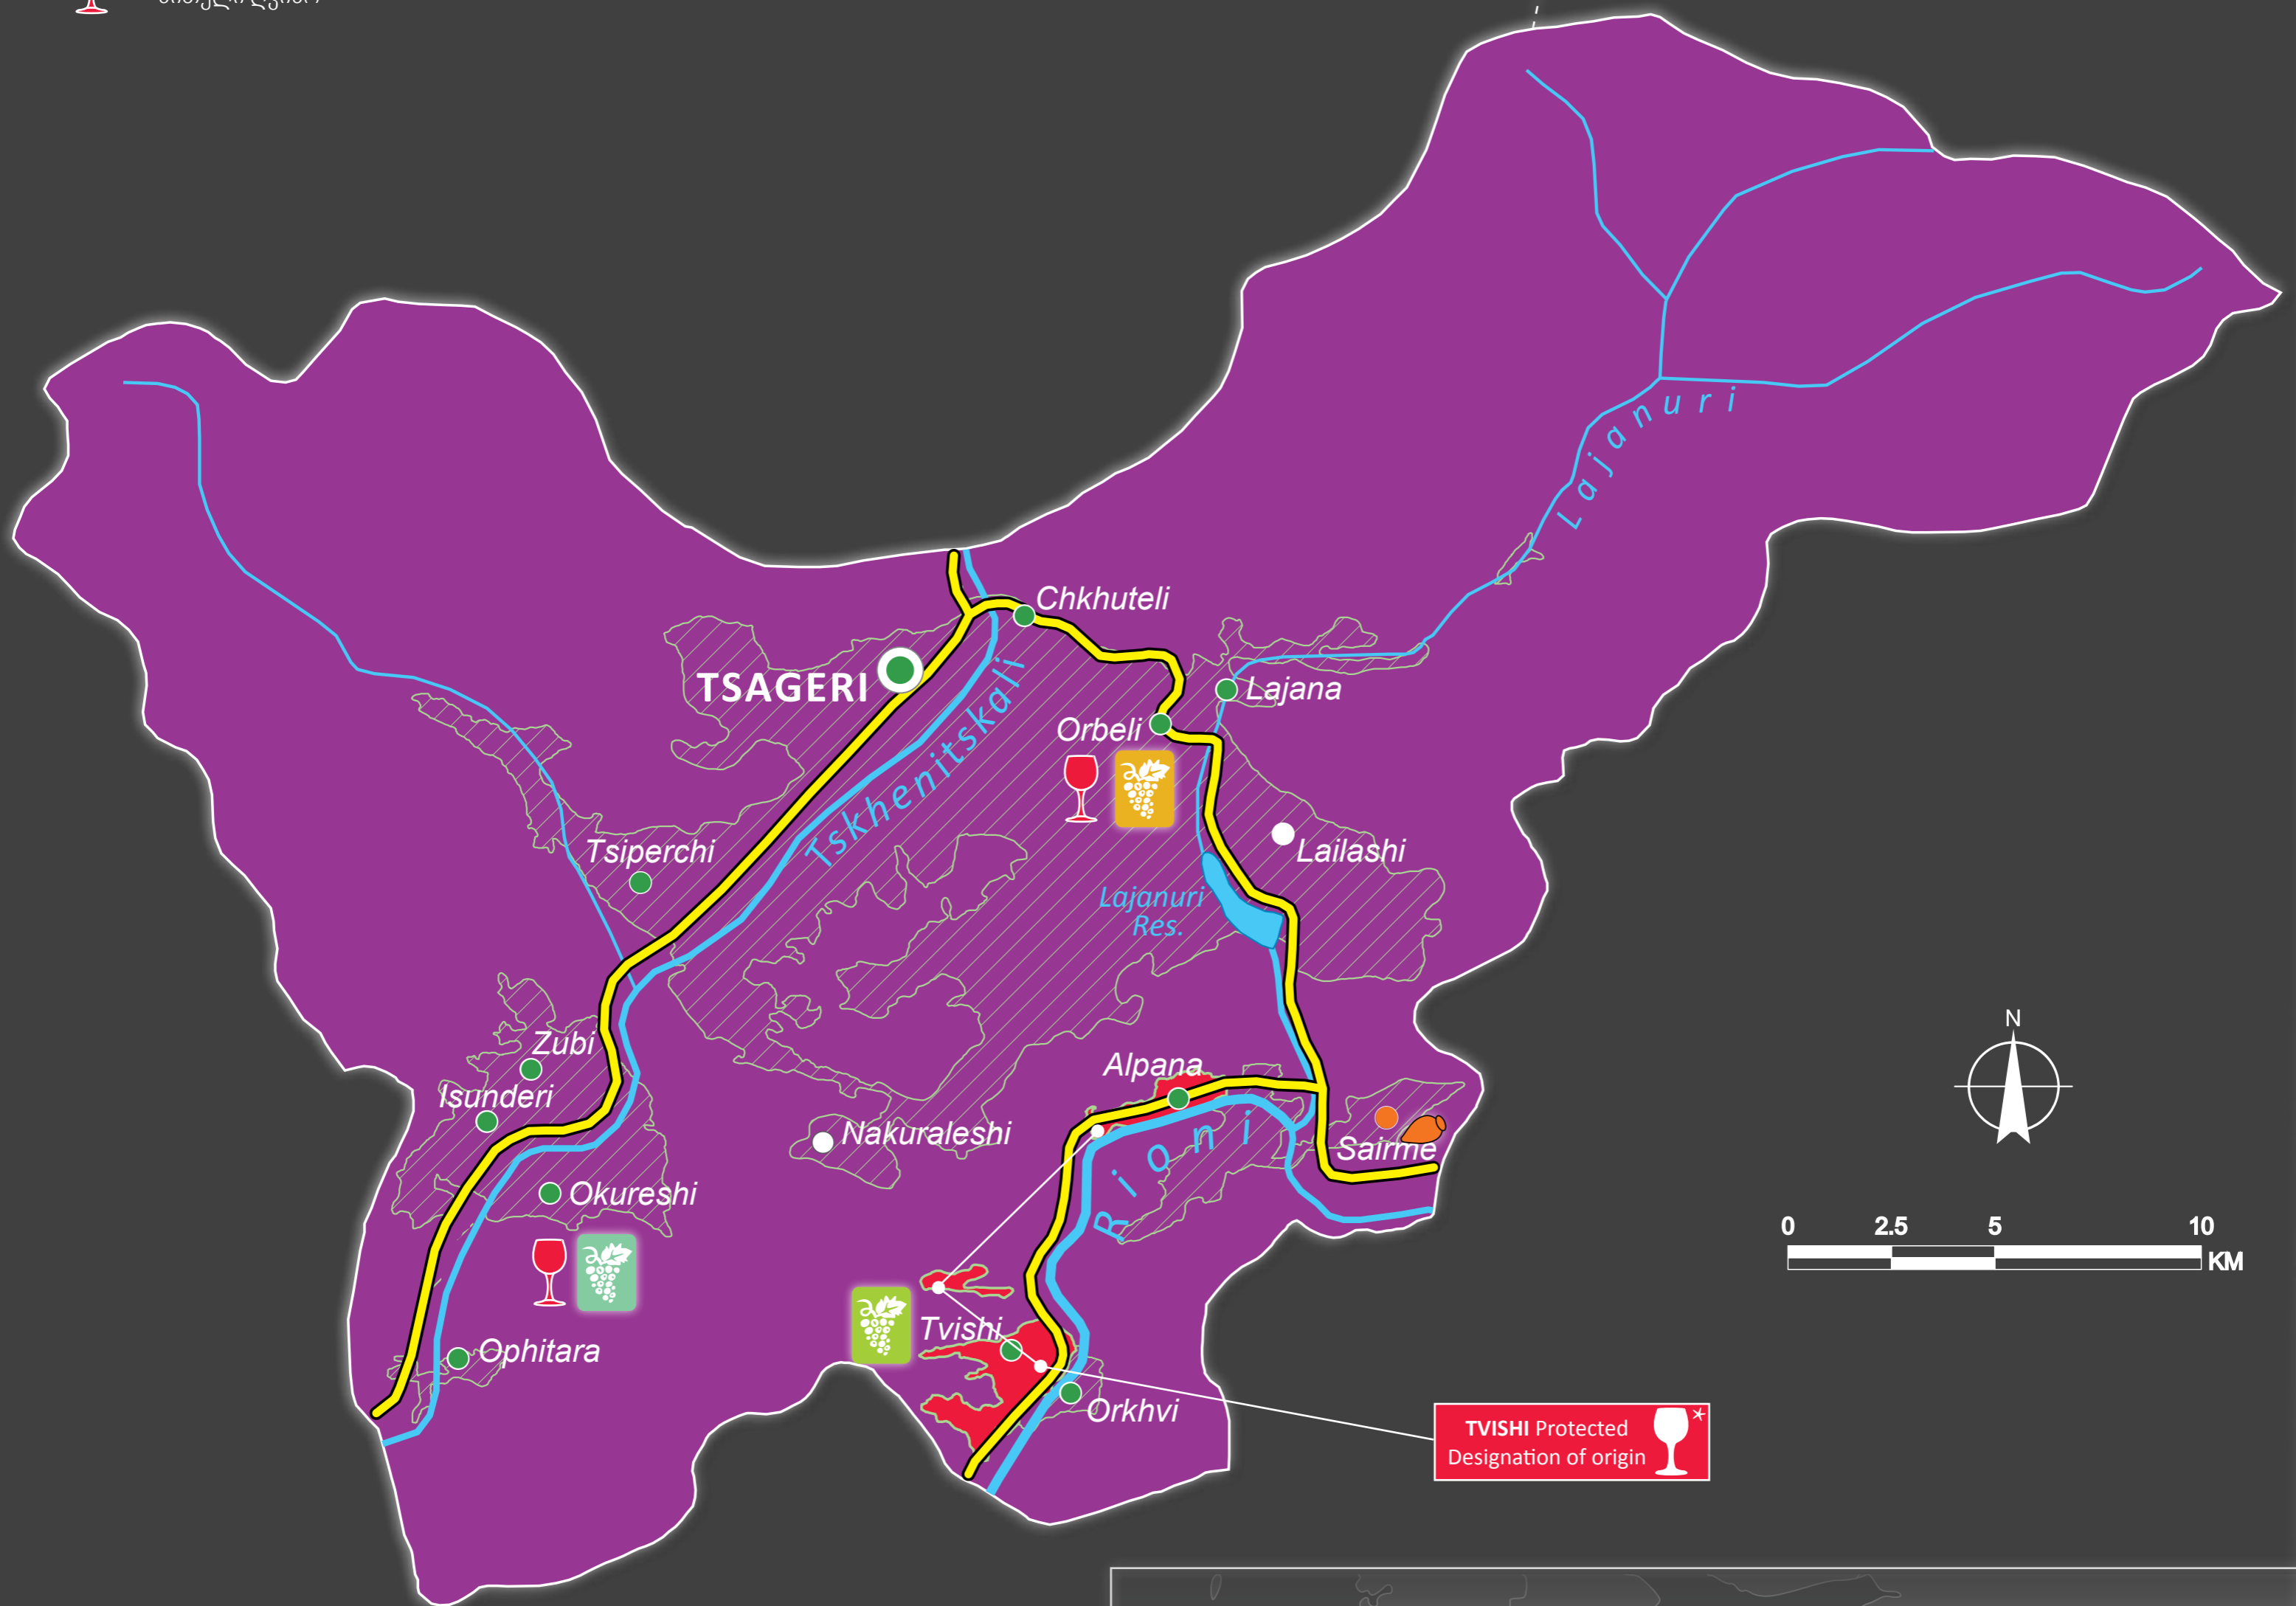 Lajanuri
Chkhuteli
TSAGERI
Tskhenitskali
Lajana
Orbeli
Tsiperchi
Lailashi
Lajanuri
Res.
N
Zubi
Alpana
Isunderi
Nakuraleshi
Rioni
Sairme
Okureshi
0 2.5 5 10
KM
Tvishi
Ophitara
Orkhvi
TVISHI Protected *
Designation of origin